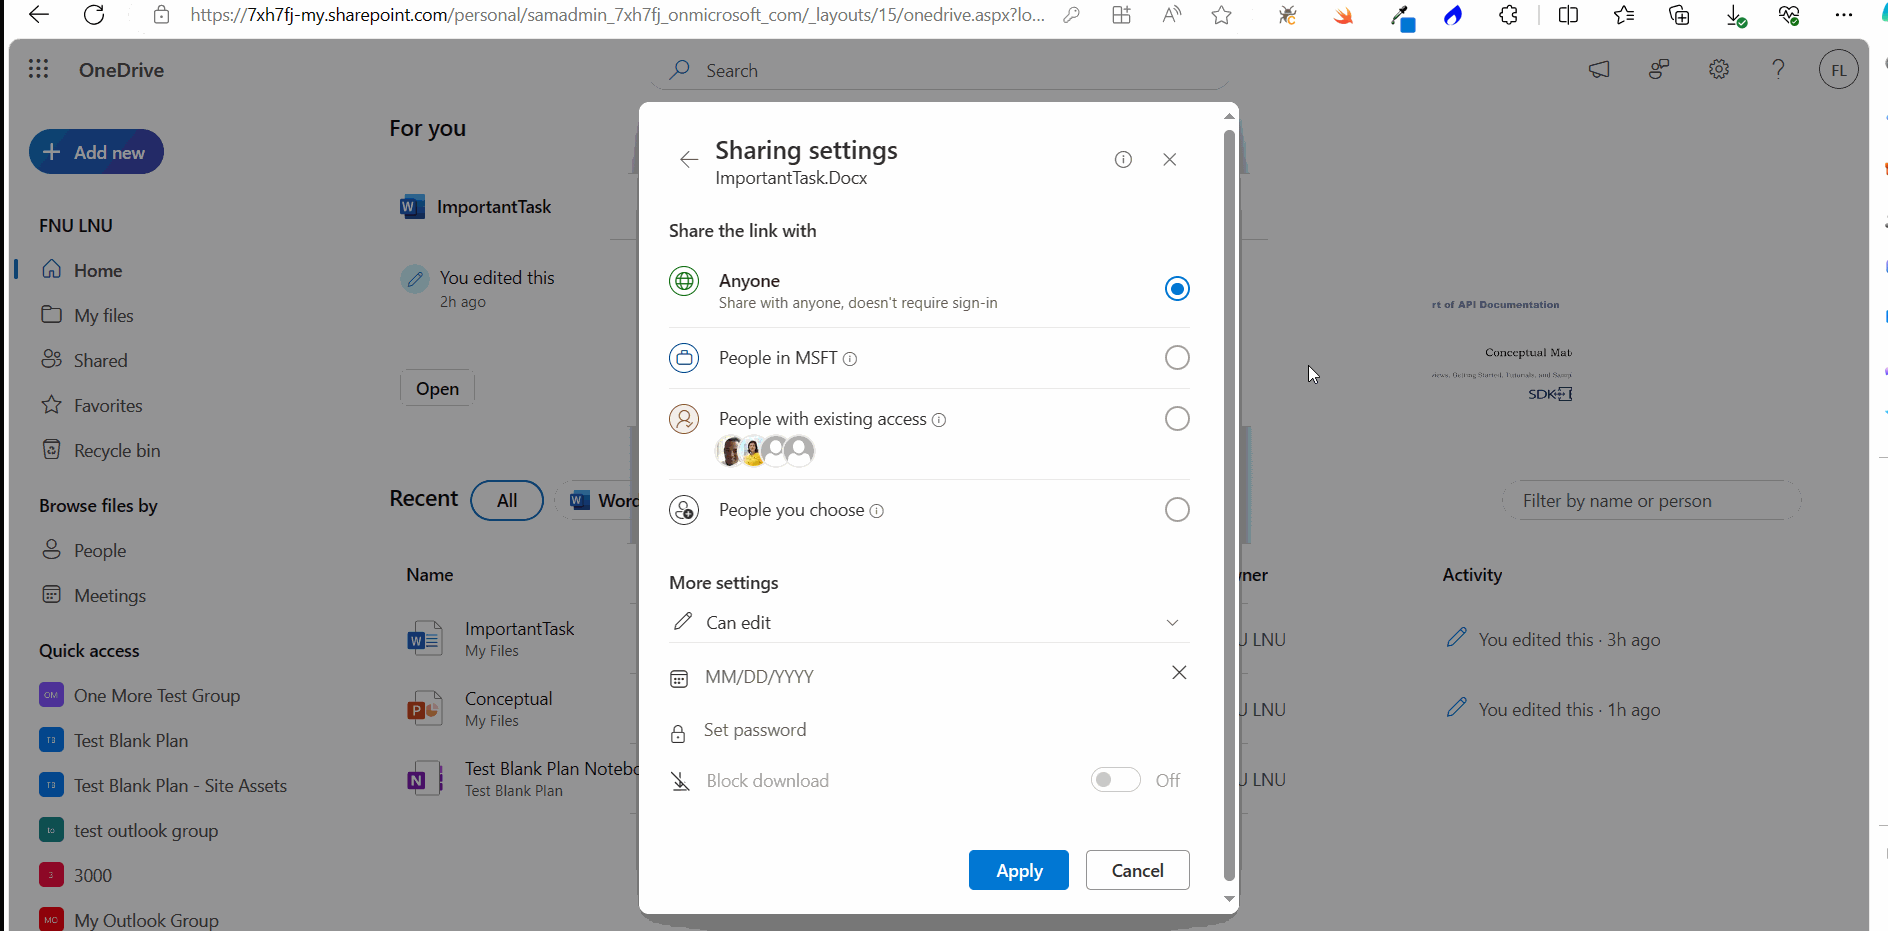 https://7xh7fj-my.sharepoint.com/personal/samadmin_7xh7fj_onmicrosoft_com/_layouts/15/onedrive.aspx?lo...
OneDrive
Search
FL
Add new
FNU LNU
Home
My files
Shared
Favorites
Recycle bin
Browse files by
People
Meetings
Quick access
OM One More Test Group
TB Test Blank Plan
TB Test Blank Plan - Site Assets
to test outlook group
3 3000
MO My Outlook Group
For you
ImportantTask
You edited this
2h ago
Open
Recent
All
Word
Filter by name or person
Name
Activity
ImportantTask
My Files
LNU
You edited this · 3h ago
Conceptual
My Files
LNU
You edited this · 1h ago
Test Blank Plan
Test Blank Plan
LNU
rt of API Documentation
Conceptual
SDK
Sharing settings
ImportantTask.Docx
Share the link with
Anyone
Share with anyone, doesn't require sign-in
People in MSFT
People with existing access
People you choose
More settings
Can edit
MM/DD/YYYY
Set password
Block download
Off
Apply
Cancel